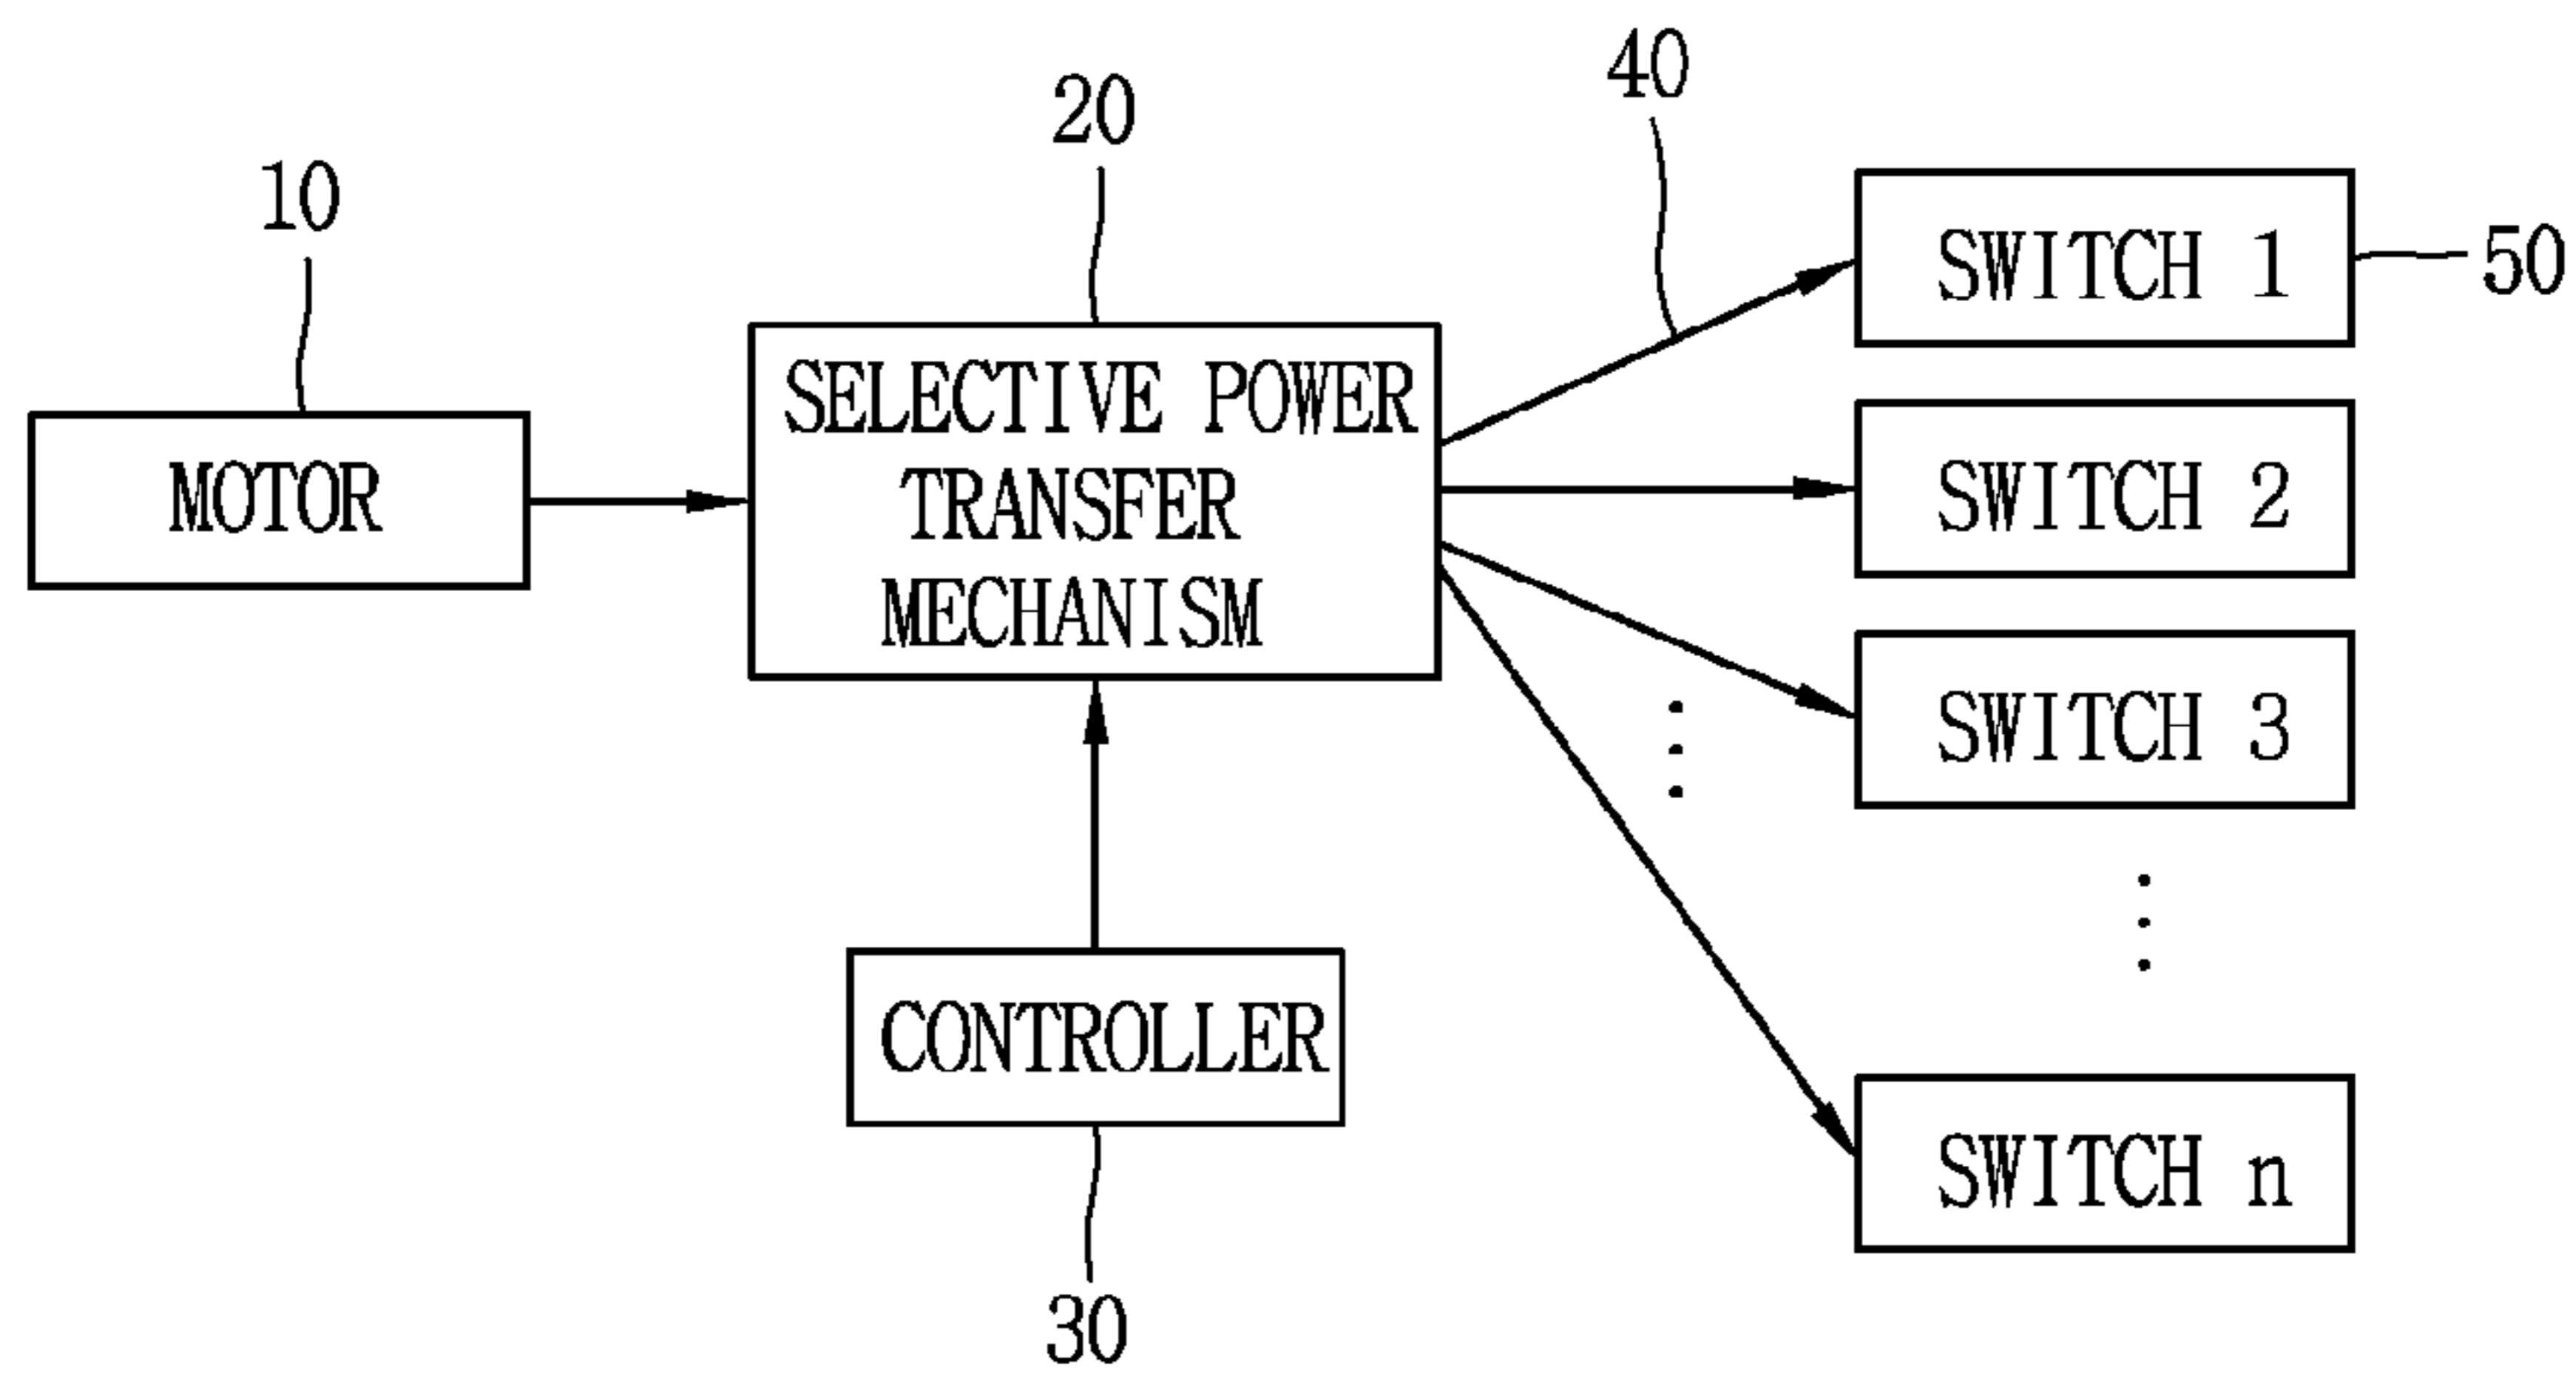 40
20
10
SWITCH 1
50
SELECTIVE POWER
TRANSFER
MECHANISM
MOTOR
SWITCH 2
SWITCH 3
CONTROLLER
SWITCH n
30